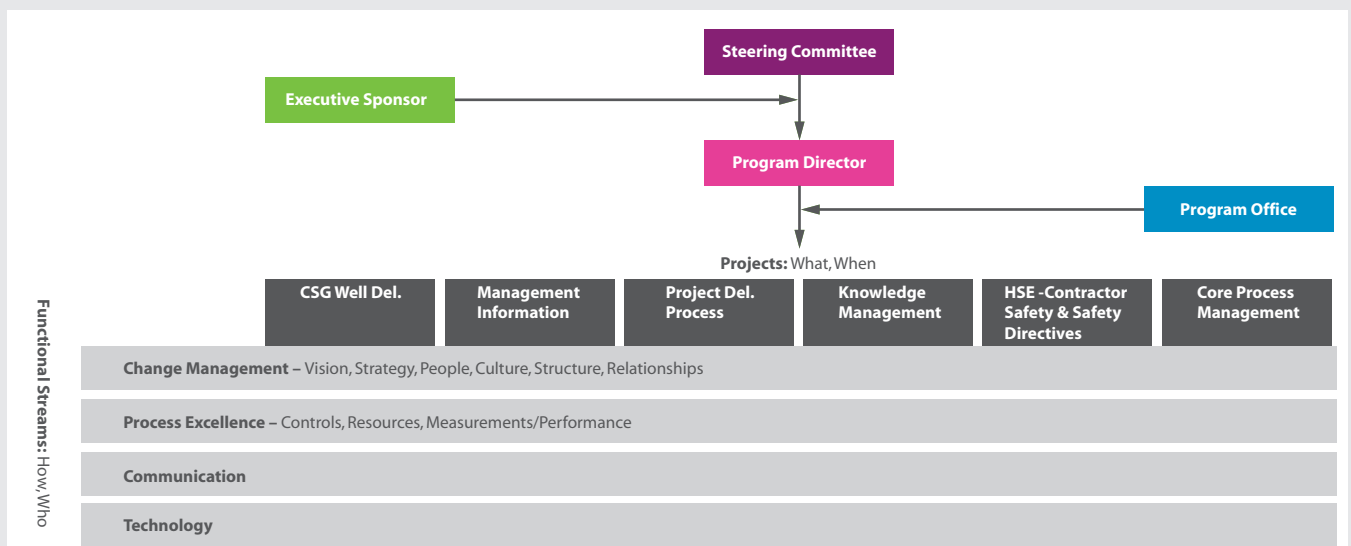 Steering Committee
Executive Sponsor
Program Director
Program Office
Projects: What, When
CSG Well Del.
Management
Information
Project Del.
Process
Knowledge
Management
HSE -Contractor
Safety & Safety
Directives
Core Process
Management
Functional Streams: How, Who
Change Management – Vision, Strategy, People, Culture, Structure, Relationships
Process Excellence – Controls, Resources, Measurements/Performance
Communication
Technology